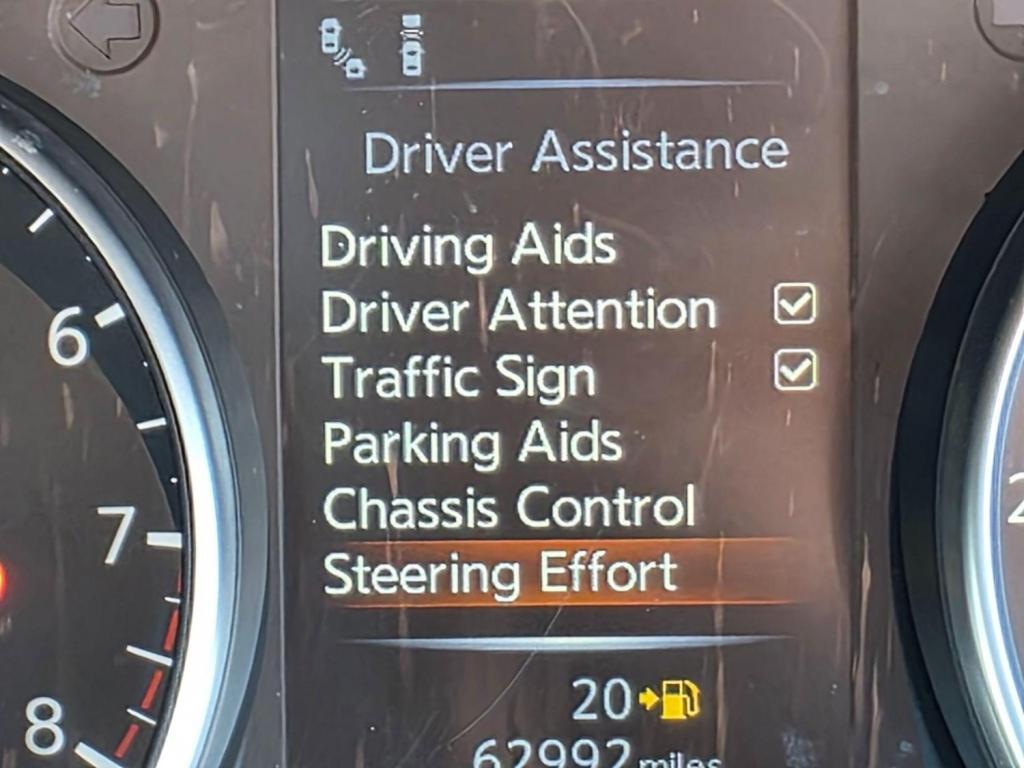 Driver Assistance
Driving Aids
Driver Attention
Traffic Sign
Parking Aids
Chassis Control
Steering Effort
20
62992 miles
6
7
8
2